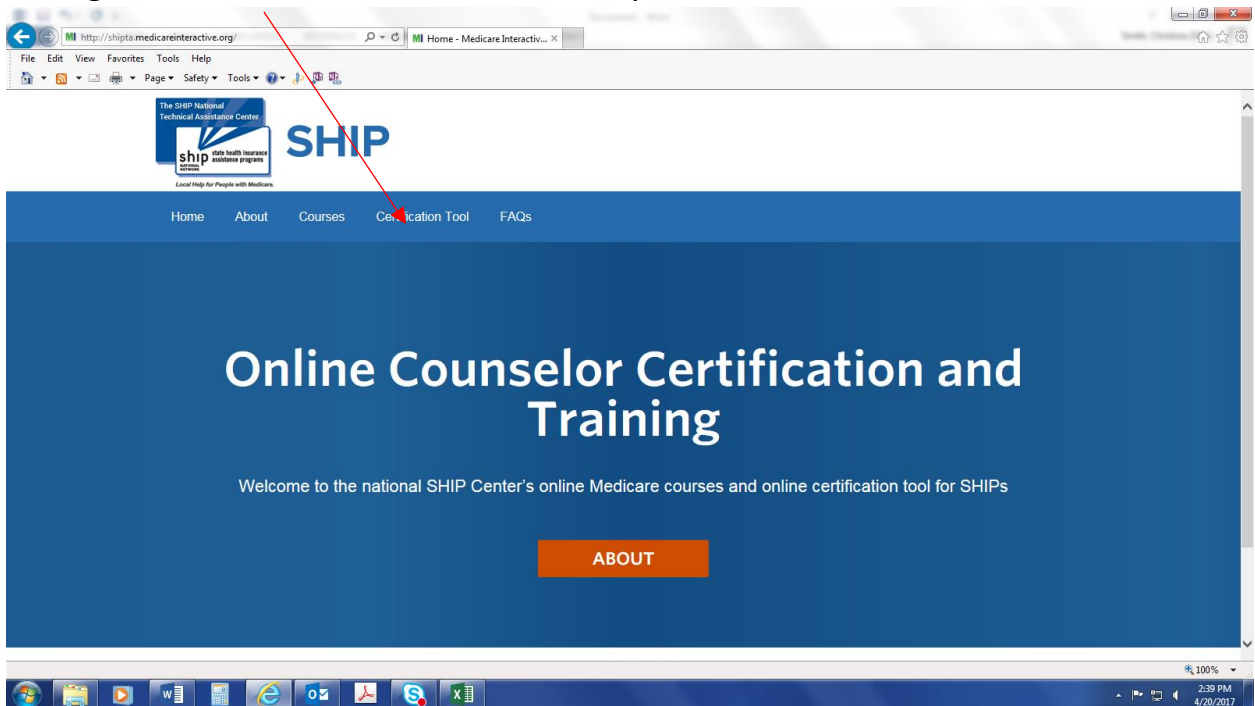 http://shipta.medicareinteractive.org/
MI Home - Medicare Interactiv...
File Edit View Favorites Tools Help
Page Safety Tools
The SHIP National
Technical Assistance Center
ship state health insurance
assistance programs
NATIONAL
NETWORK
Local Help for People with Medicare.
SHIP
Home About Courses Certification Tool FAQs
Online Counselor Certification and
Training
Welcome to the national SHIP Center's online Medicare courses and online certification tool for SHIPs
ABOUT
100%
2:39 PM
4/20/2017